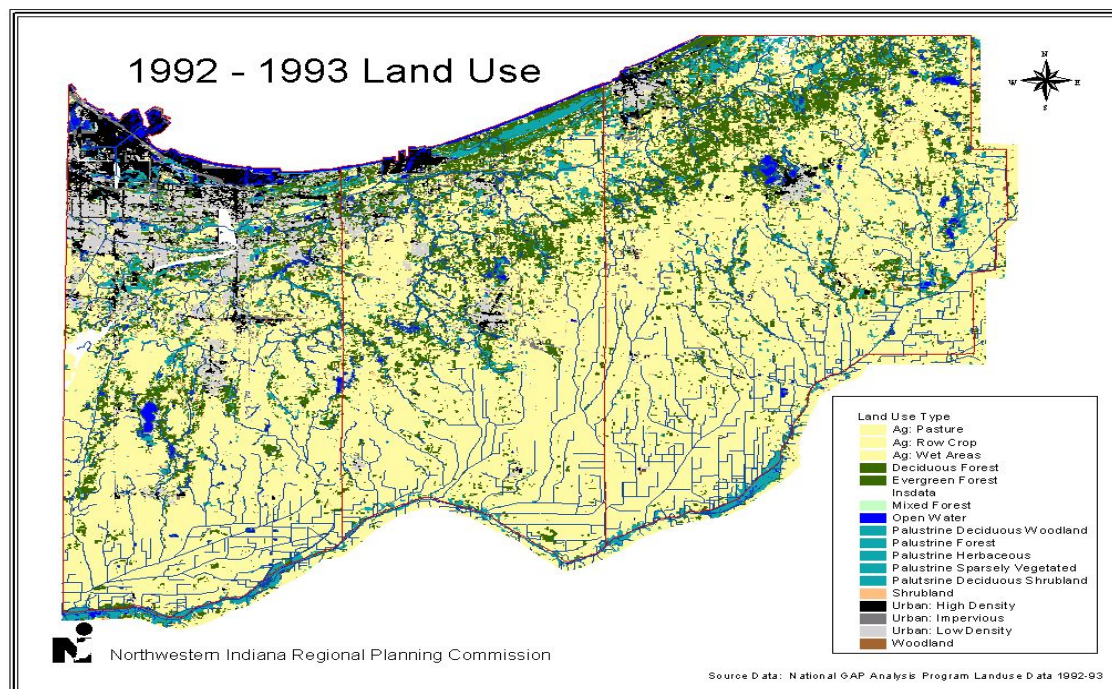 1992 - 1993 Land Use
N
W E
S
Land Use Type
Ag: Pasture
Ag: Row Crop
Ag: Wet Areas
Deciduous Forest
Evergreen Forest
Insdata
Mixed Forest
Open Water
Palustrine Deciduous Woodland
Palustrine Forest
Palustrine Herbaceous
Palustrine Sparsely Vegetated
Palutsrine Deciduous Shrubland
Shrubland
Urban: High Density
Urban: Impervious
Urban: Low Density
Woodland
Northwestern Indiana Regional Planning Commission
Source Data: National GAP Analysis Program Landuse Data 1992-93